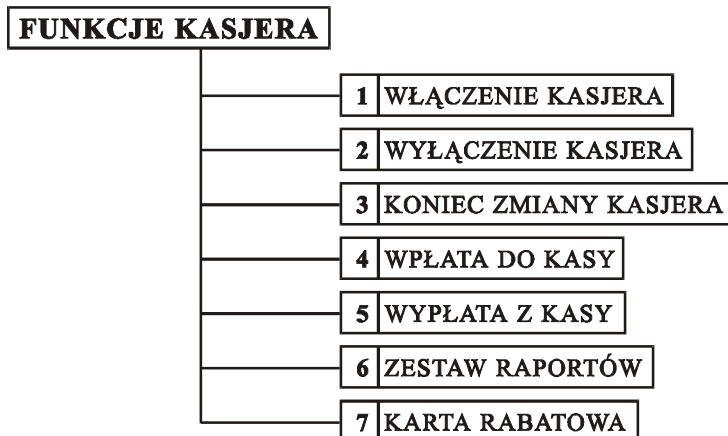 FUNKCJE KASJERA
1 WŁĄCZENIE KASJERA
2 WYŁĄCZENIE KASJERA
3 KONIEC ZMIANY KASJERA
4 WPŁATA DO KASY
5 WYPŁATA Z KASY
6 ZESTAW RAPORTÓW
7 KARTA RABATOWA